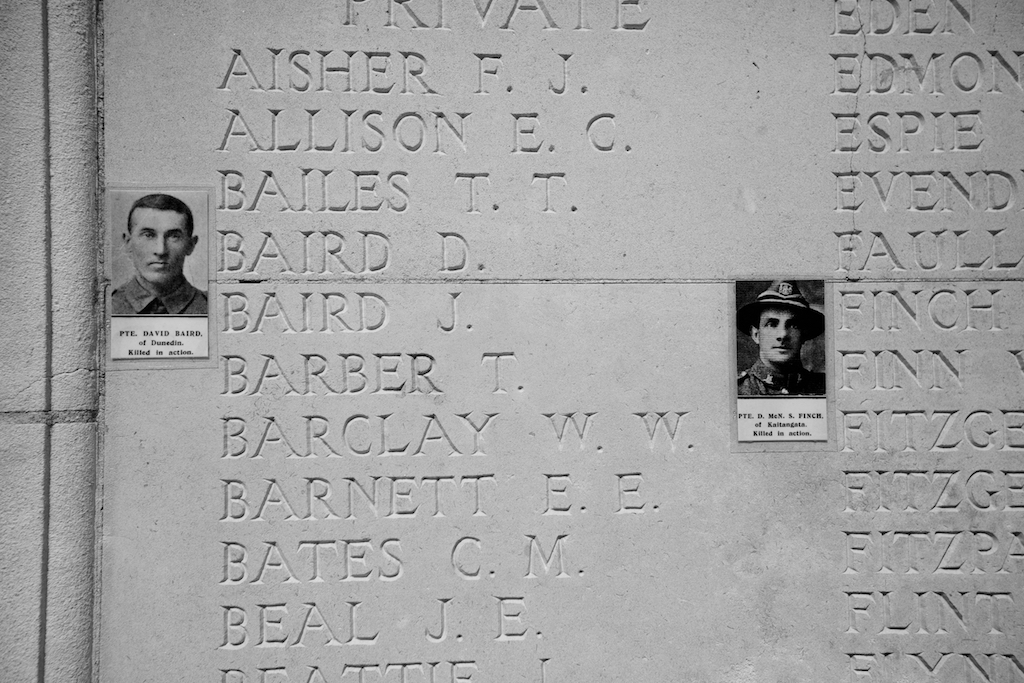 PRIVATE
AISHER F. J.
ALLISON E. C.
BAILES T. T.
BAIRD D.
BAIRD J.
BARBER T.
BARCLAY W. W.
BARNETT E. E.
BATES C. M.
BEAL J. E.
BEATTIE J.
PTE. DAVID BAIRD,
of Dunedin.
Killed in action.
EDEN
EDMON
ESPIE
EVEND
FAULL
FINCH
FINN
FITZGE
FITZGE
FITZPA
FLINT
FLYNN
PTE. D. McN. S. FINCH,
of Kaitangata.
Killed in action.